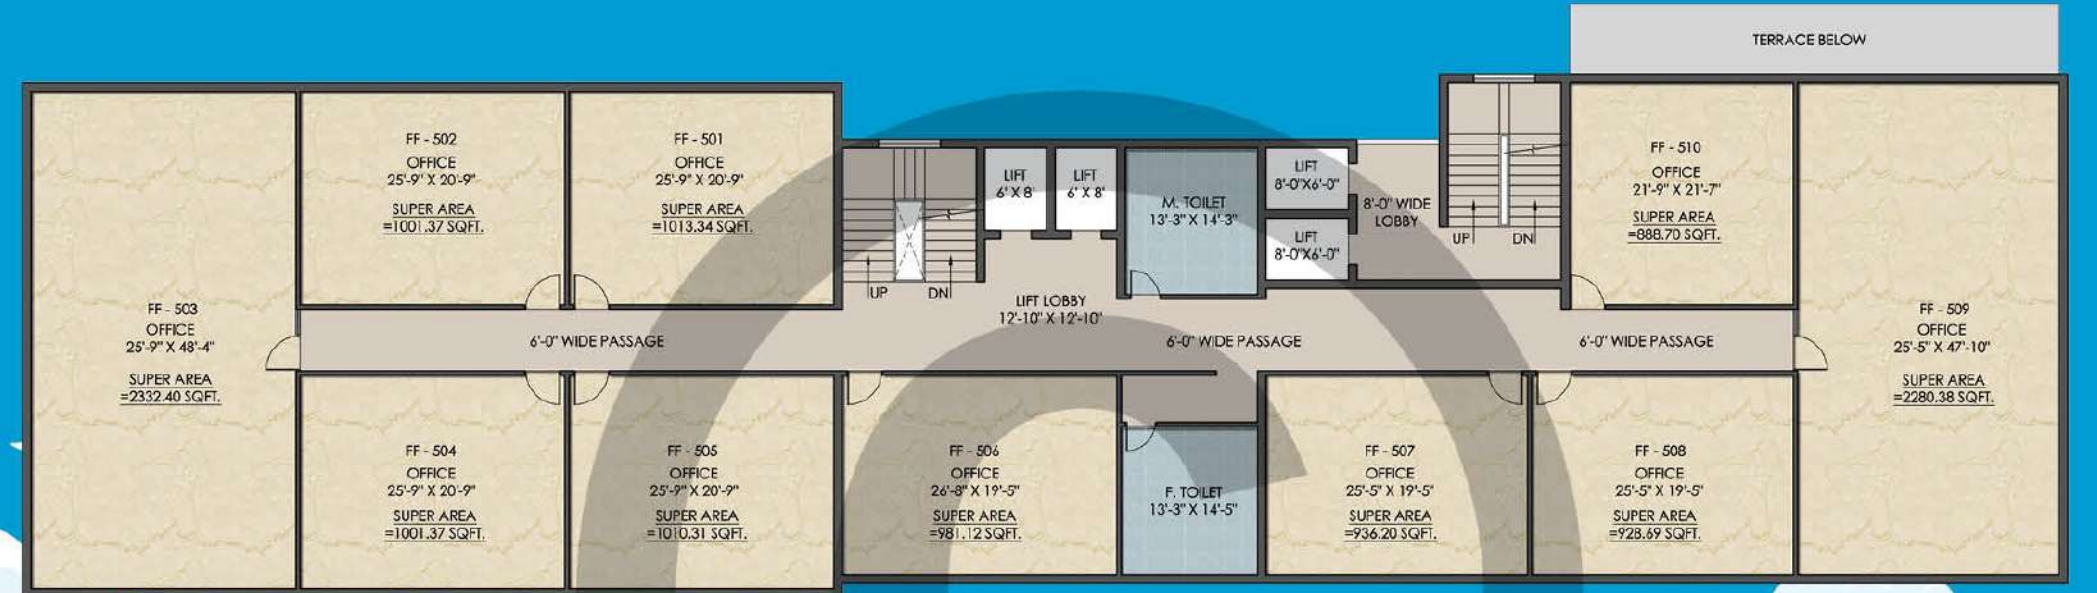 TERRACE BELOW
FF - 502
OFFICE
25'-9" X 20'-9"
SUPER AREA
=1001.37 SQFT.
FF - 501
OFFICE
25'-9" X 20'-9"
SUPER AREA
=1013.34 SQFT.
LIFT
6' X 8'
LIFT
6' X 8'
M. TOILET
13'-3" X 14'-3"
LIFT
8'-0"X6'-0"
LIFT
8'-0"X6'-0"
8'-0" WIDE
LOBBY
UP
DN
FF - 510
OFFICE
21'-9" X 21'-7"
SUPER AREA
=888.70 SQFT.
UP
DN
LIFT LOBBY
12'-10" X 12'-10"
FF - 503
OFFICE
25'-9" X 48'-4"
SUPER AREA
=2332.40 SQFT.
6'-0" WIDE PASSAGE
6'-0" WIDE PASSAGE
6'-0" WIDE PASSAGE
FF - 509
OFFICE
25'-5" X 47'-10"
SUPER AREA
=2280.38 SQFT.
FF - 504
OFFICE
25'-9" X 20'-9"
SUPER AREA
=1001.37 SQFT.
FF - 505
OFFICE
25'-9" X 20'-9"
SUPER AREA
=1010.31 SQFT.
FF - 506
OFFICE
26'-8" X 19'-5"
SUPER AREA
=981.12 SQFT.
F. TOILET
13'-3" X 14'-5"
FF - 507
OFFICE
25'-5" X 19'-5"
SUPER AREA
=936.20 SQFT.
FF - 508
OFFICE
25'-5" X 19'-5"
SUPER AREA
=928.69 SQFT.